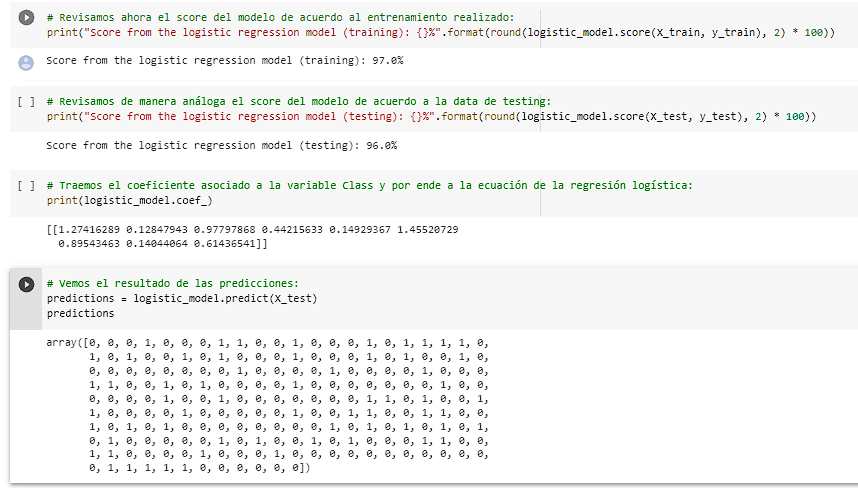 # Revisamos ahora el score del modelo de acuerdo al entrenamiento realizado:
print("Score from the logistic regression model (training): {}%".format(round(logistic_model.score(X_train, y_train), 2) * 100))
Score from the logistic regression model (training): 97.0%
[ ] # Revisamos de manera análoga el score del modelo de acuerdo a la data de testing:
print("Score from the logistic regression model (testing): {}%".format(round(logistic_model.score(X_test, y_test), 2) * 100))
Score from the logistic regression model (testing): 96.0%
[ ] # Traemos el coeficiente asociado a la variable Class y por ende a la ecuación de la regresión logística:
print(logistic_model.coef_)
[[1.27416289 0.12847943 0.97797868 0.44215633 0.14929367 1.45520729
0.89543463 0.14044064 0.61436541]]
# Vemos el resultado de las predicciones:
predictions = logistic_model.predict(X_test)
predictions
array([0, 0, 0, 1, 0, 0, 0, 1, 1, 0, 0, 1, 0, 0, 0, 1, 0, 1, 1, 1, 1, 0,
1, 0, 1, 0, 0, 1, 0, 1, 0, 0, 0, 1, 0, 0, 0, 1, 0, 1, 0, 0, 1, 0,
0, 0, 0, 0, 0, 0, 0, 1, 0, 0, 0, 0, 1, 0, 0, 0, 0, 1, 0, 0, 0,
1, 1, 0, 0, 1, 0, 1, 0, 0, 0, 0, 1, 0, 0, 0, 0, 0, 0, 1, 0, 0, 0,
0, 0, 0, 0, 1, 0, 0, 1, 0, 0, 0, 0, 0, 0, 0, 1, 1, 0, 1, 0, 0, 1,
1, 0, 0, 0, 0, 1, 0, 0, 0, 0, 0, 1, 0, 0, 1, 1, 0, 0, 1, 1, 0, 0,
1, 0, 1, 0, 1, 0, 0, 0, 0, 0, 0, 0, 0, 1, 0, 1, 0, 1, 0, 1, 0, 1,
0, 1, 0, 0, 0, 0, 0, 1, 0, 1, 0, 0, 1, 0, 1, 0, 0, 0, 1, 1, 0, 0,
1, 1, 0, 0, 0, 0, 1, 0, 0, 0, 1, 0, 0, 0, 0, 0, 0, 0, 0, 0, 0, 0,
0, 1, 1, 1, 1, 1, 0, 0, 0, 0, 0, 0])